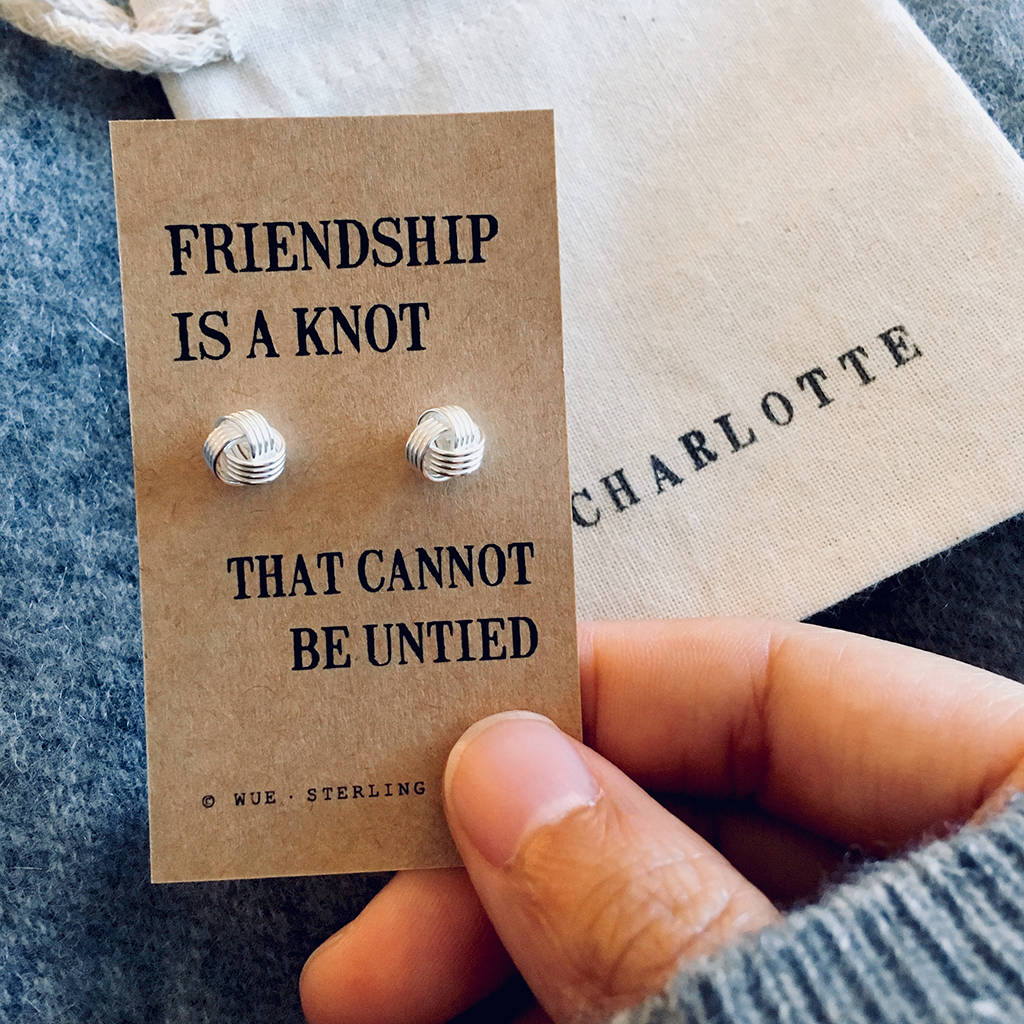 FRIENDSHIP
IS A KNOT
THAT CANNOT
BE UNTIED
© WUE · STERLING
CHARLOTTE